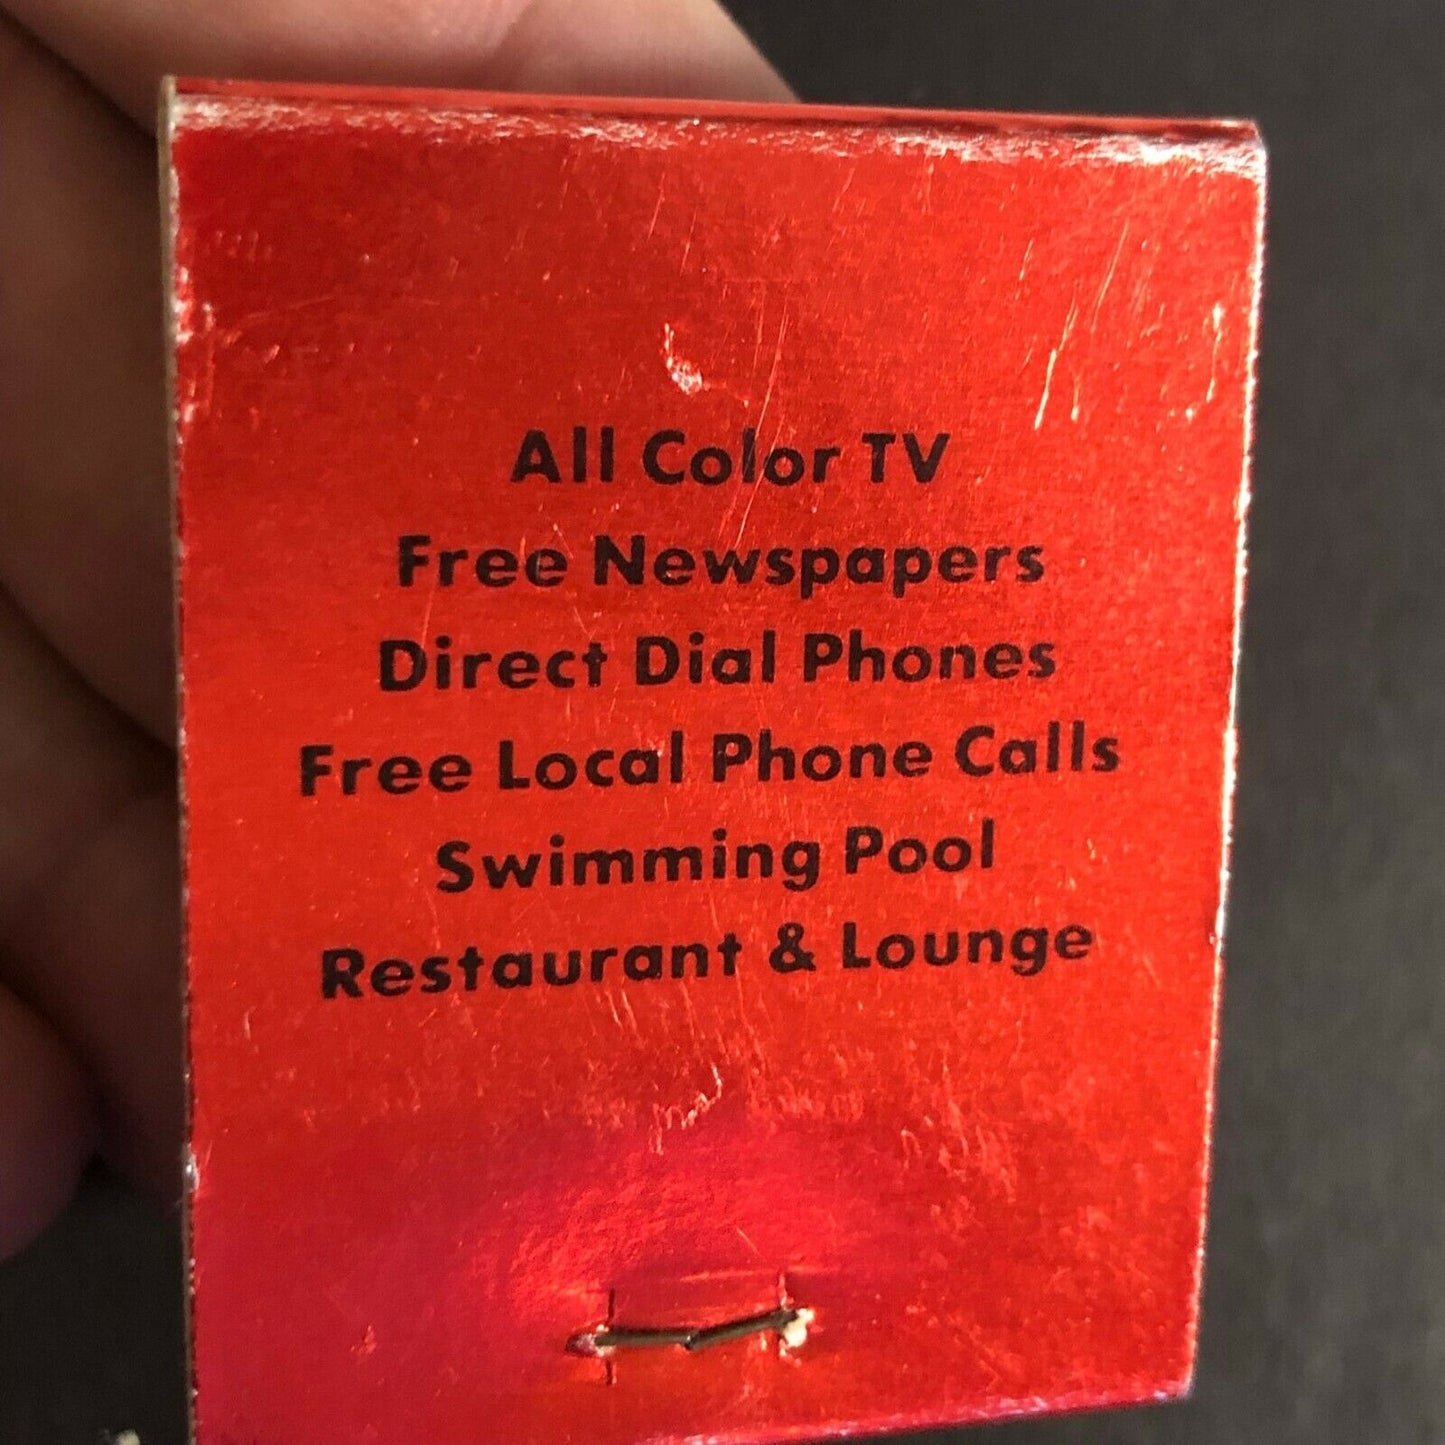 All Color TV
Free Newspapers
Direct Dial Phones
Free Local Phone Calls
Swimming Pool
Restaurant & Lounge